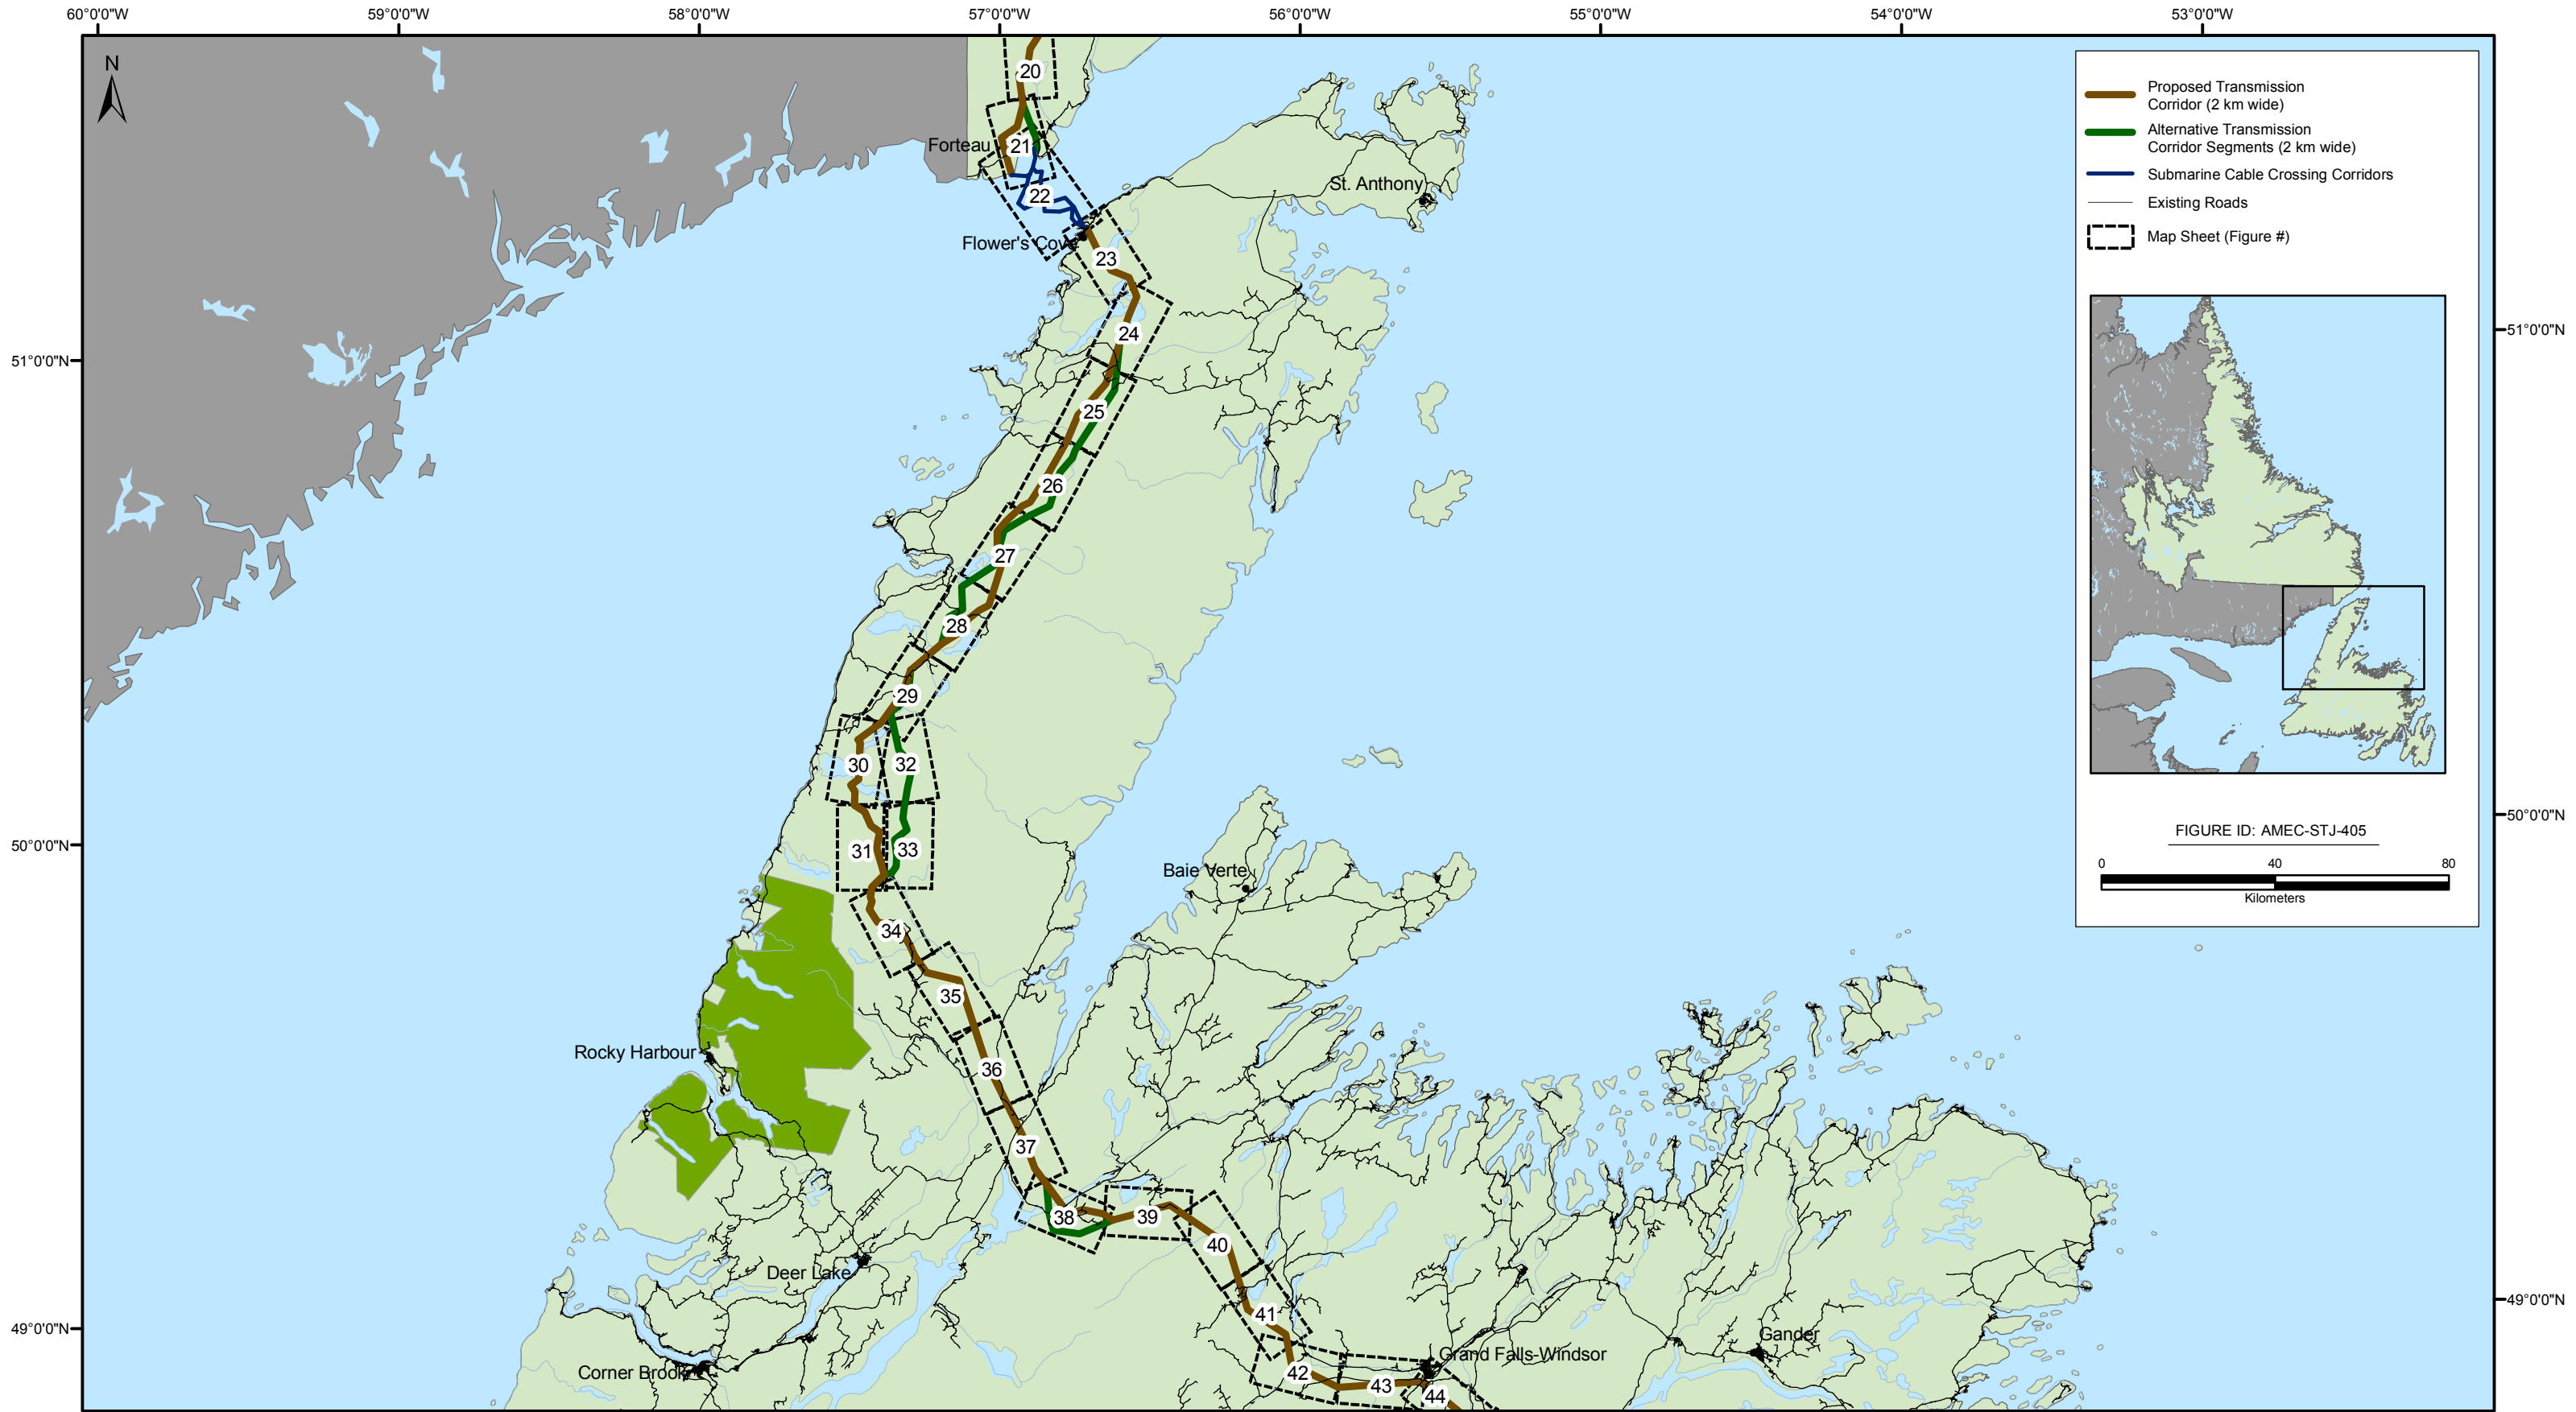 60°0'0"W 59°0'0"W 58°0'0"W 57°0'0"W 56°0'0"W 55°0'0"W 54°0'0"W 53°0'0"W
N
20
Forteau
21
22
St. Anthony
Flower's Cove
23
51°0'0"N
51°0'0"N
24
25
26
27
28
29
30
32
31
33
50°0'0"N
50°0'0"N
Baie Verte
34
35
Rocky Harbour
36
37
38
39
40
Deer Lake
41
49°0'0"N
49°0'0"N
Gander
Grand Falls-Windsor
Corner Brook
42
43
44
Proposed Transmission
Corridor (2 km wide)
Alternative Transmission
Corridor Segments (2 km wide)
Submarine Cable Crossing Corridors
Existing Roads
Map Sheet (Figure #)
FIGURE ID: AMEC-STJ-405
0 40 80
Kilometers